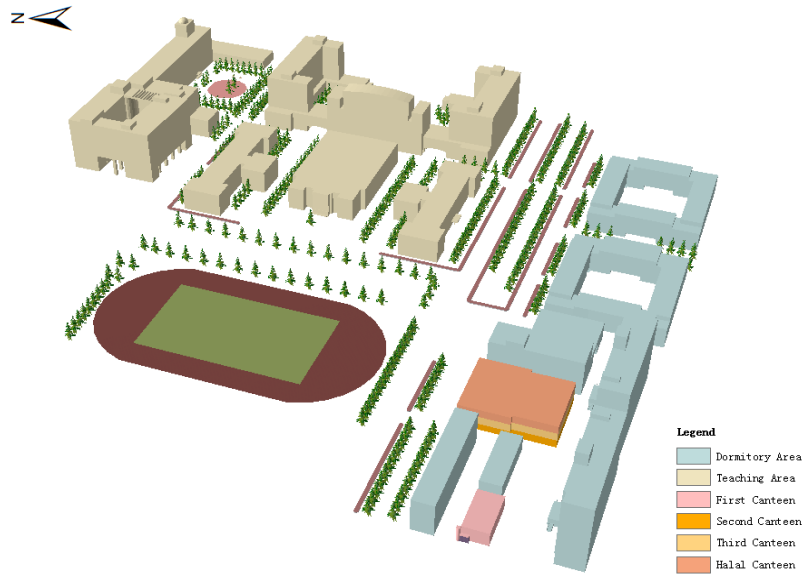 N
Legend
Dormitory Area
Teaching Area
First Canteen
Second Canteen
Third Canteen
Halal Canteen